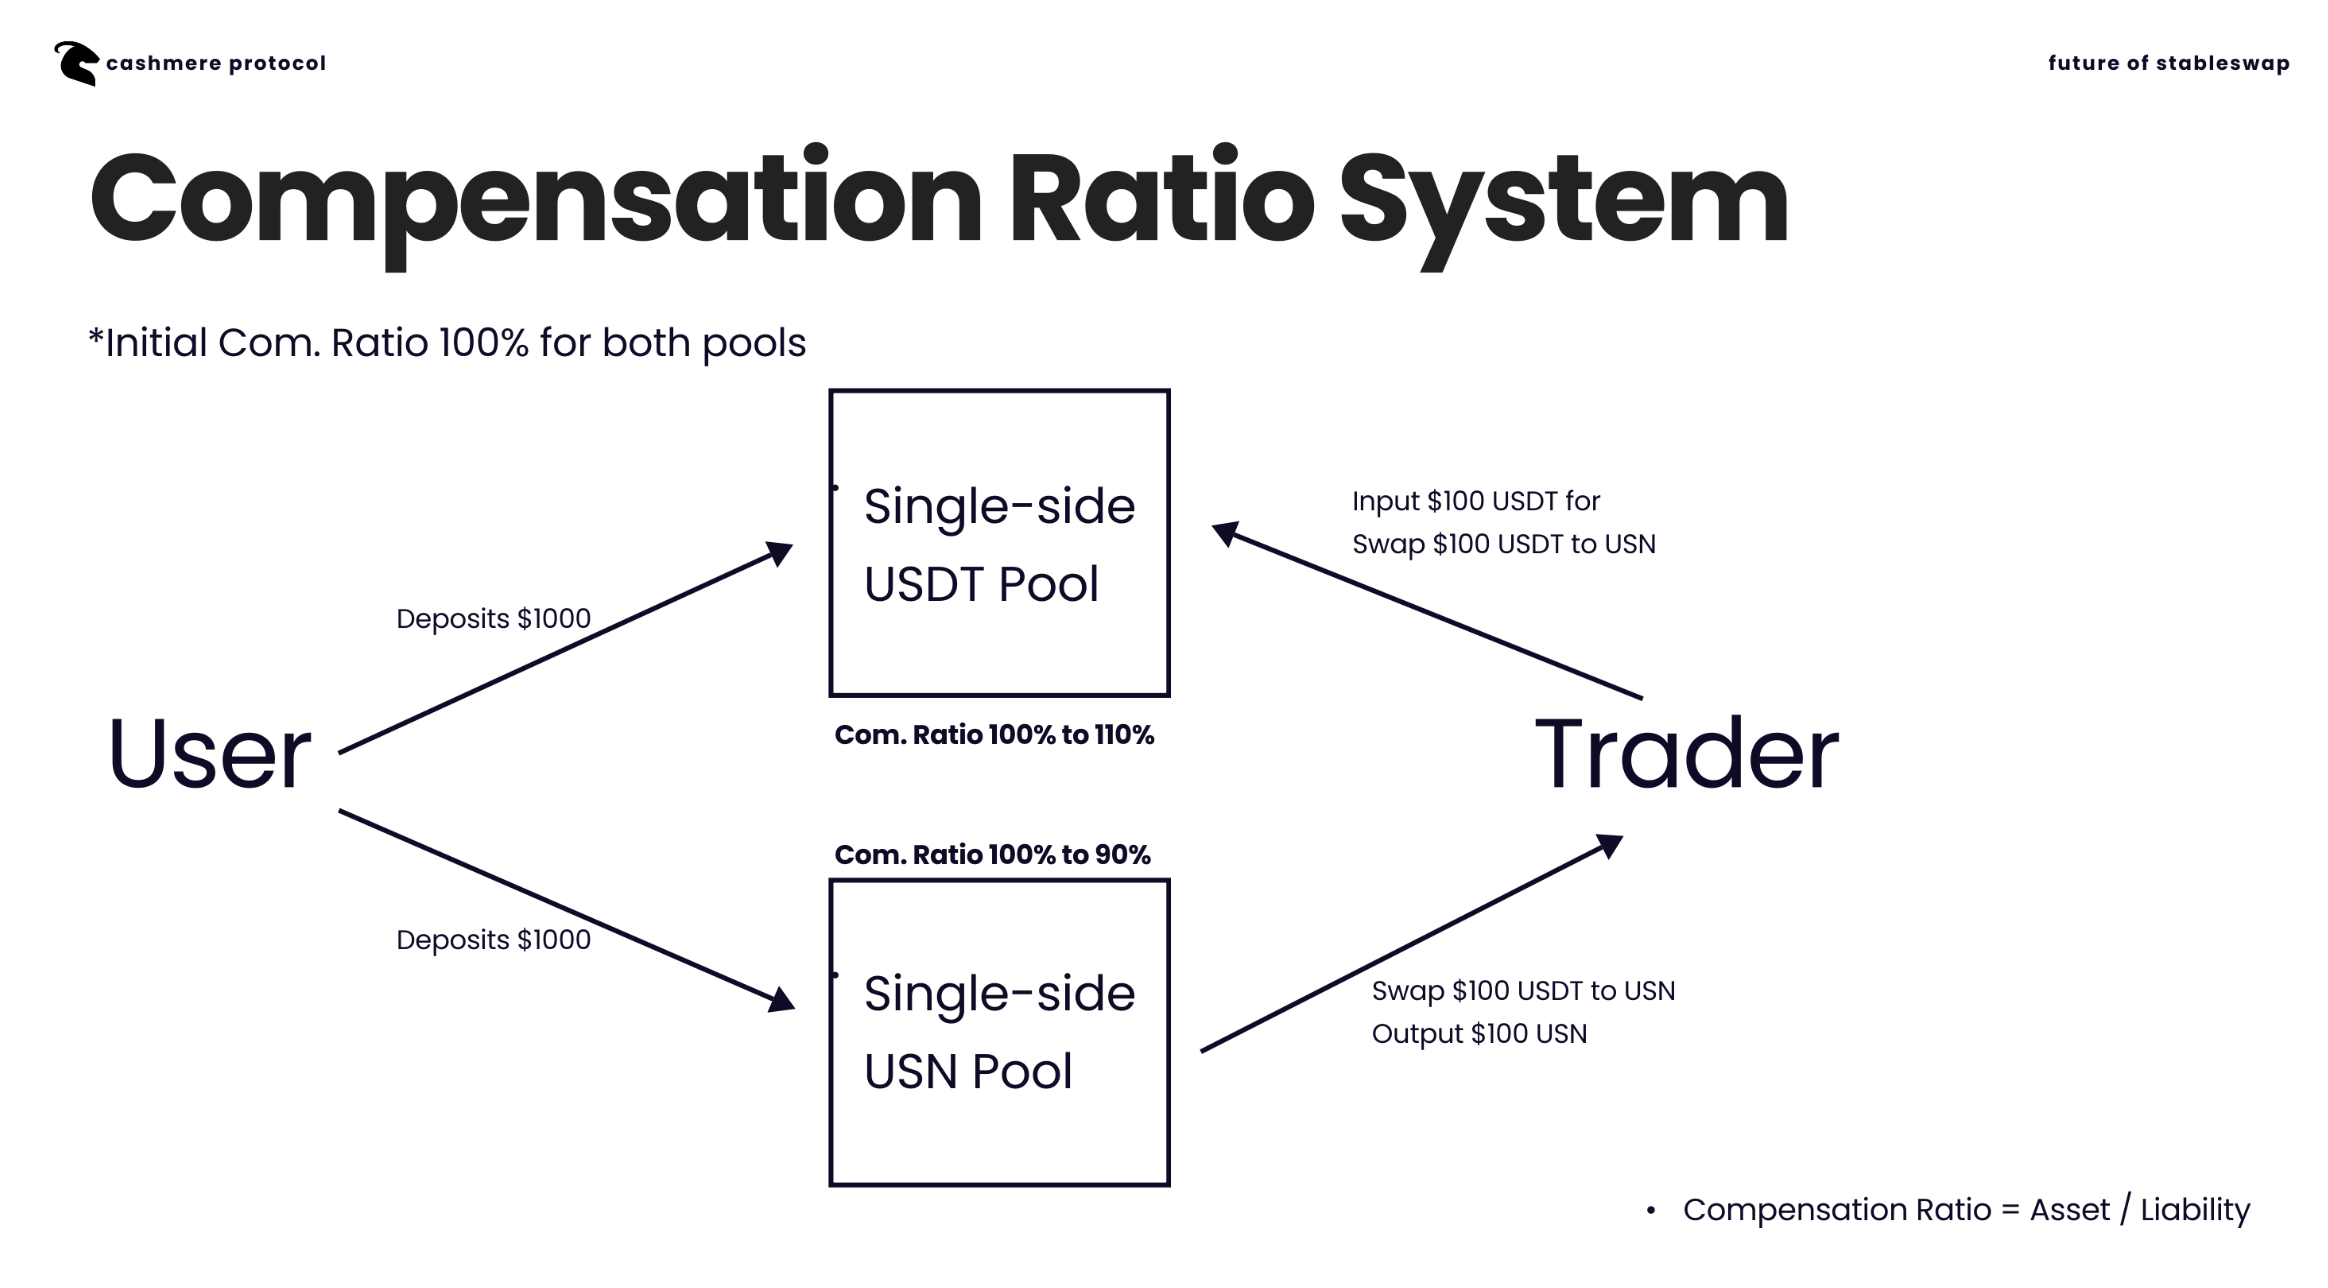 cashmere protocol
future of stableswap
Compensation Ratio System
*Initial Com. Ratio 100% for both pools
Single-side
USDT Pool
Input $100 USDT for
Swap $100 USDT to USN
Deposits $1000
Com. Ratio 100% to 110%
User
Trader
Com. Ratio 100% to 90%
Deposits $1000
Single-side
USN Pool
Swap $100 USDT to USN
Output $100 USN
• Compensation Ratio = Asset / Liability